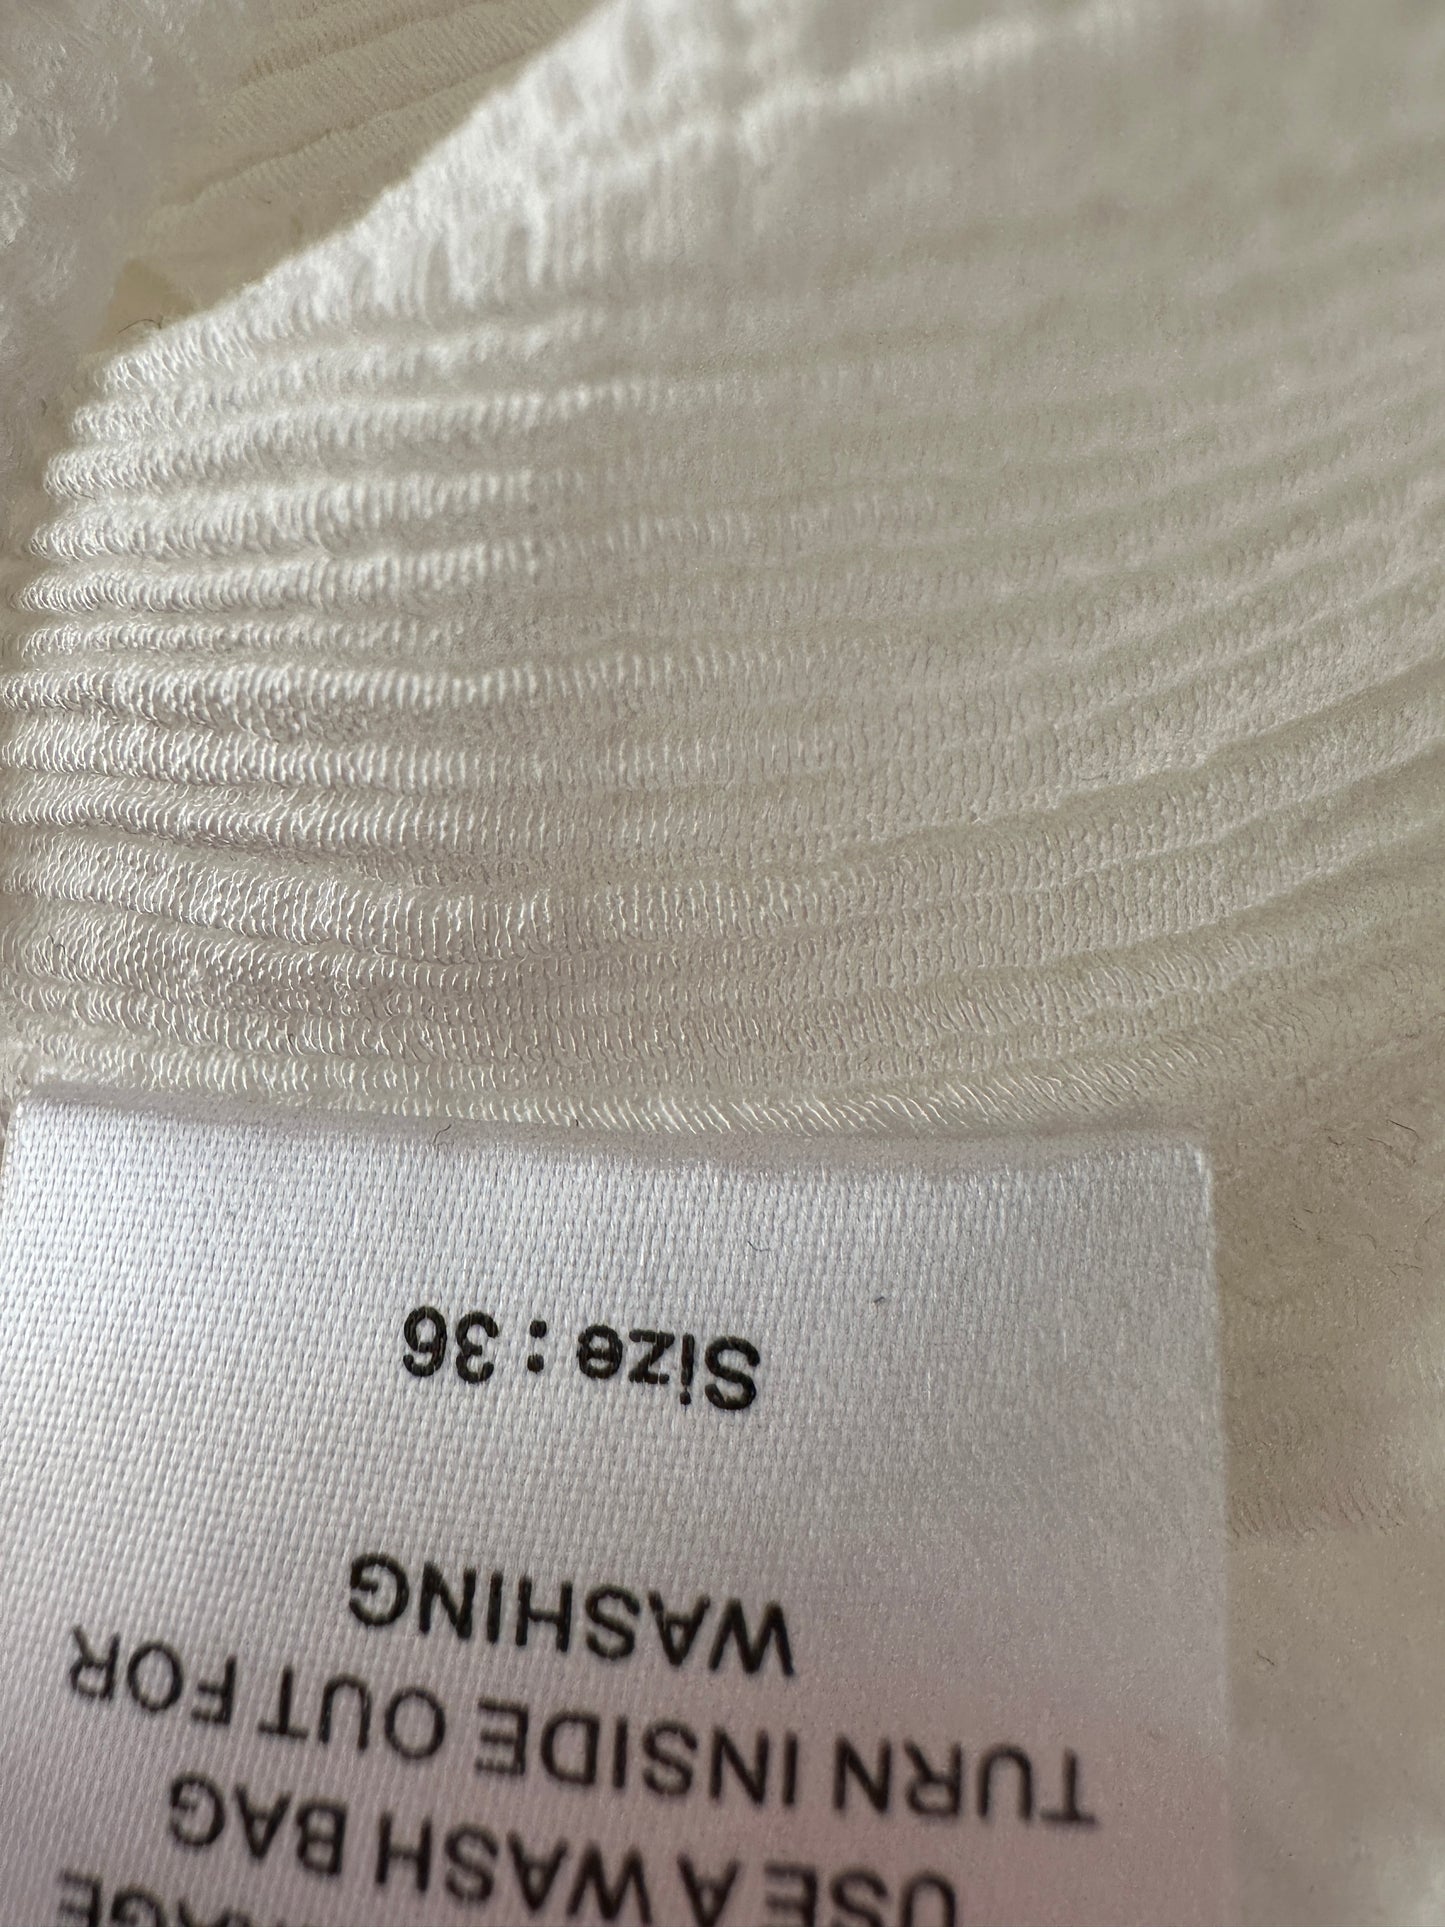 USE A WASH BAG
TURN INSIDE OUT FOR
WASHING
Size : 36